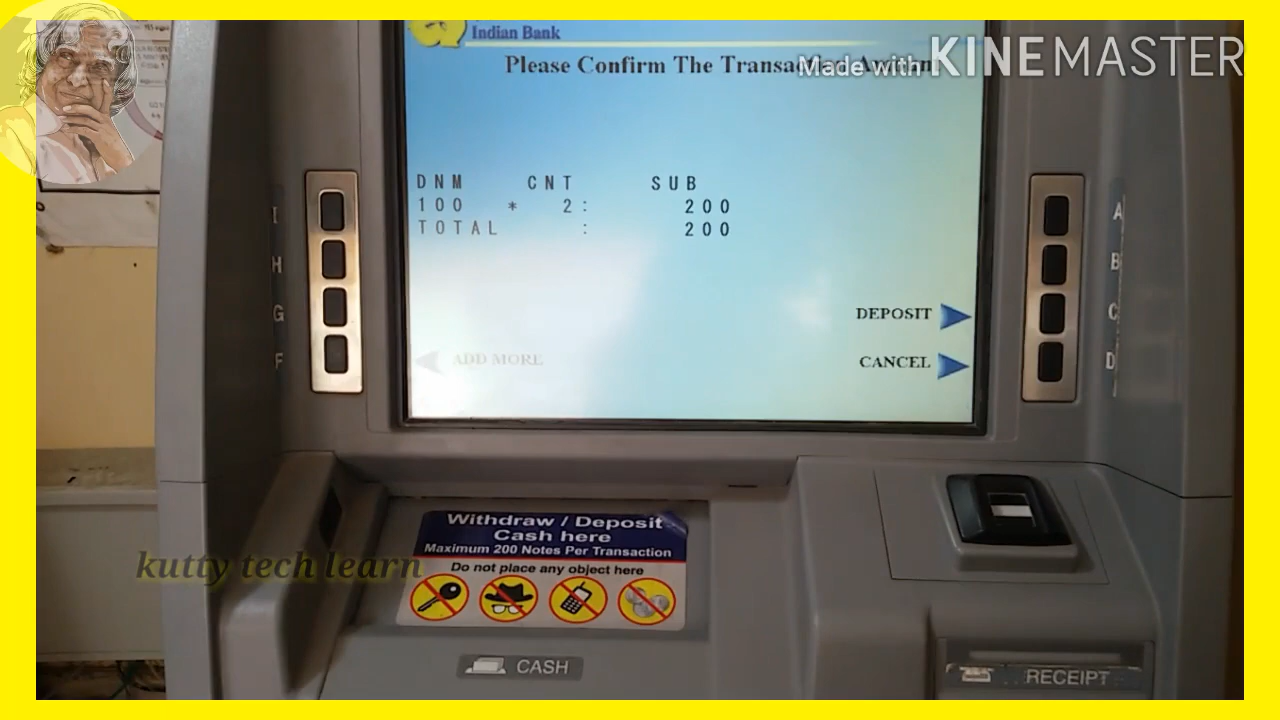 Indian Bank
Please Confirm The
Made with KINEMASTER
DNM CNT SUB
100 * 2: 200
TOTAL : 200
DEPOSIT
CANCEL
ADD MORE
I
H
G
F
A
B
C
D
Withdraw / Deposit
Cash here
Maximum 200 Notes Per Transaction
Do not place any object here
kutty tech learn
CASH
RECEIPT